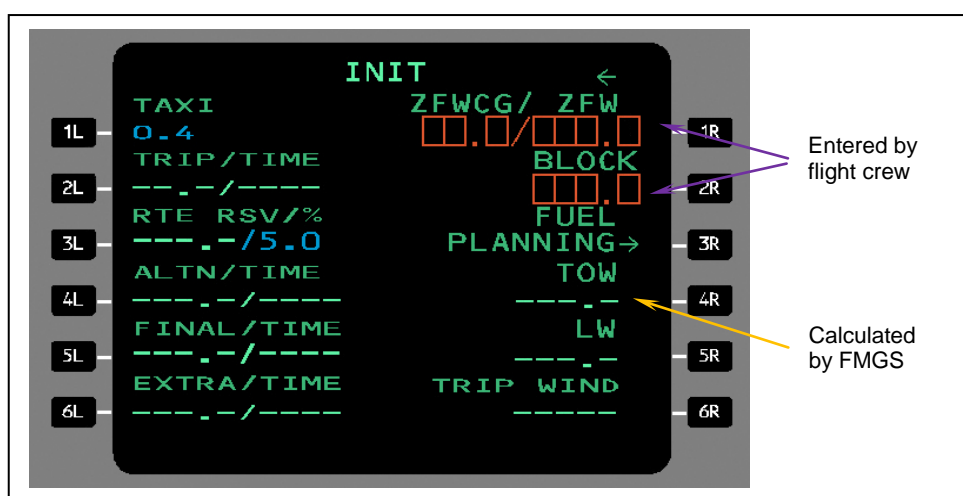 INIT
←
TAXI ZFWCG/ ZFW
1L 0.4 □□.□/□□□.□ 1R
TRIP/TIME BLOCK
2L --.-/---- □□□.□ 2R
RTE RSV/% FUEL
3L ---.-/5.0 PLANNING→ 3R
ALTN/TIME TOW
4L ---.-/---- ---.- 4R
FINAL/TIME LW
5L ---.-/---- ---.- 5R
EXTRA/TIME TRIP WIND
6L ---.-/---- ----- 6R
Entered by
flight crew
Calculated
by FMGS